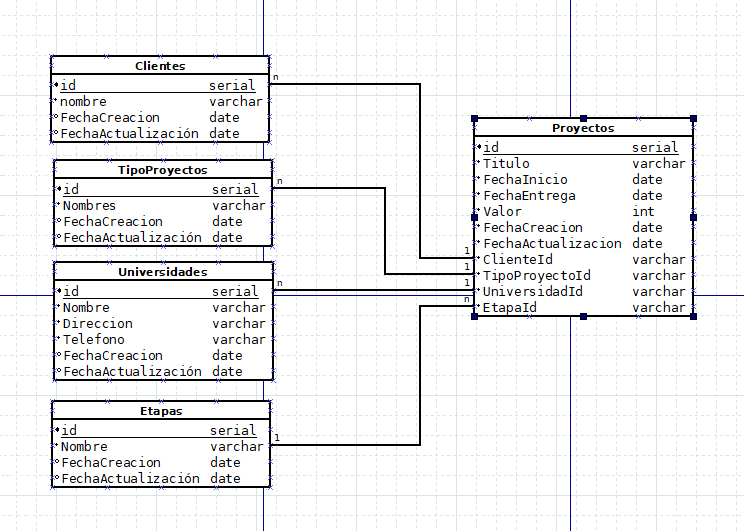 Clientes
id serial
nombre varchar
FechaCreacion date
FechaActualización date
n
TipoProyectos
id serial
Nombres varchar
FechaCreacion date
FechaActualización date
n
Universidades
id serial
Nombre varchar
Direccion varchar
Telefono varchar
FechaCreacion date
FechaActualización date
n
Etapas
id serial
Nombre varchar
FechaCreacion date
FechaActualización date
1
Proyectos
id serial
Titulo varchar
FechaInicio date
FechaEntrega date
Valor int
FechaCreacion date
FechaActualizacion date
1 ClienteId varchar
1 TipoProyectoId varchar
1 UniversidadId varchar
n EtapaId varchar